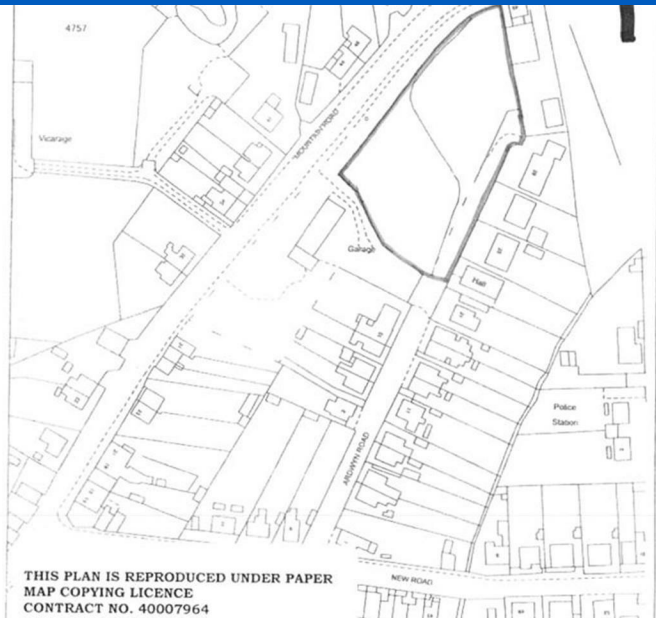 4757
Vicarage
MOUNTAIN ROAD
Garage
Hall
ARDWYN ROAD
Police
Station
NEW ROAD
THIS PLAN IS REPRODUCED UNDER PAPER
MAP COPYING LICENCE
CONTRACT NO. 40007964